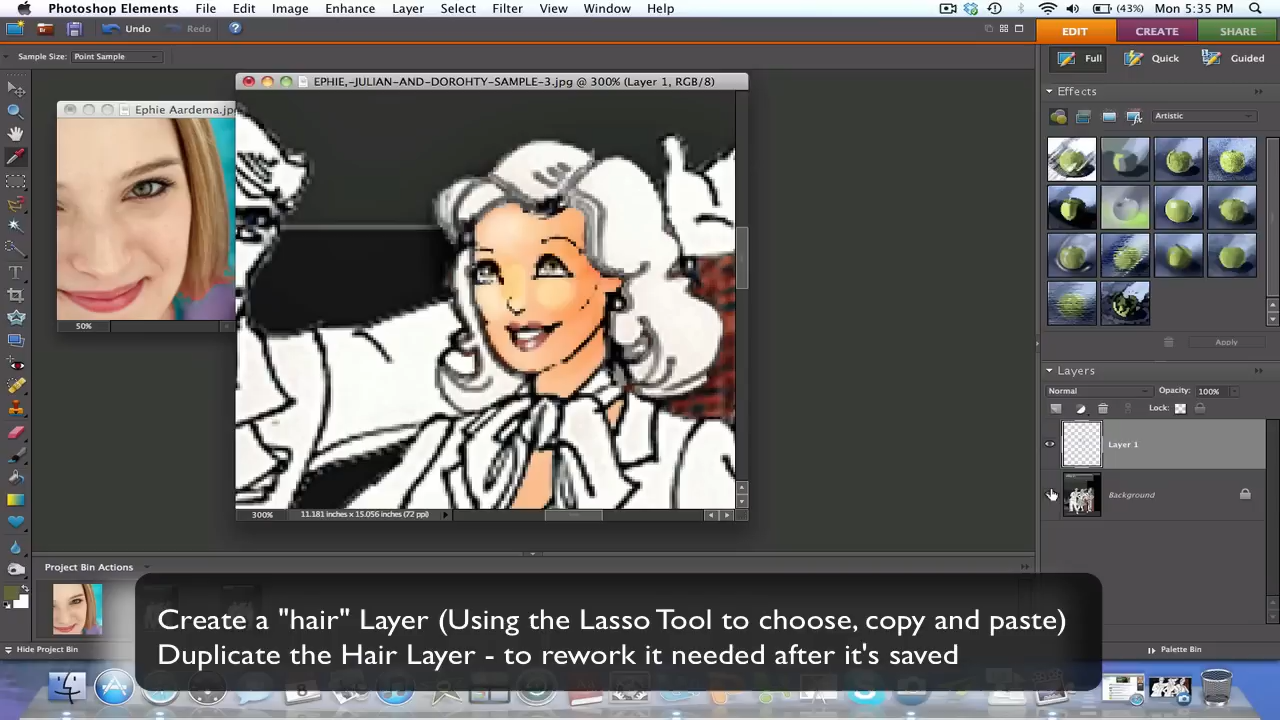 Photoshop Elements File Edit Image Enhance Layer Select Filter View Window Help (43%) Mon 5:35 PM
Undo Redo EDIT CREATE SHARE
Sample Size: Point Sample Full Quick Guided
EPHIE,-JULIAN-AND-DOROHTY-SAMPLE-3.jpg @ 300% (Layer 1, RGB/8)
Effects
Ephie Aardema.jp
Artistic
50%
Apply
Layers
Normal Opacity: 100%
Lock:
Layer 1
Background
300% 11.181 inches x 15.056 inches (72 ppi)
Project Bin Actions
Create a "hair" Layer (Using the Lasso Tool to choose, copy and paste)
Duplicate the Hair Layer - to rework it needed after it's saved
Hide Project Bin Palette Bin